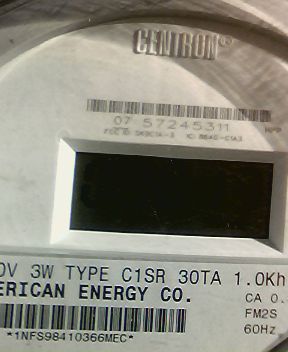 CENTRON®
07 57245311
0V 3W TYPE C1SR 30TA 1.0Kh
ERICAN ENERGY CO.
CA 0.
FM2S
60Hz
*1NFS98410366MEC*